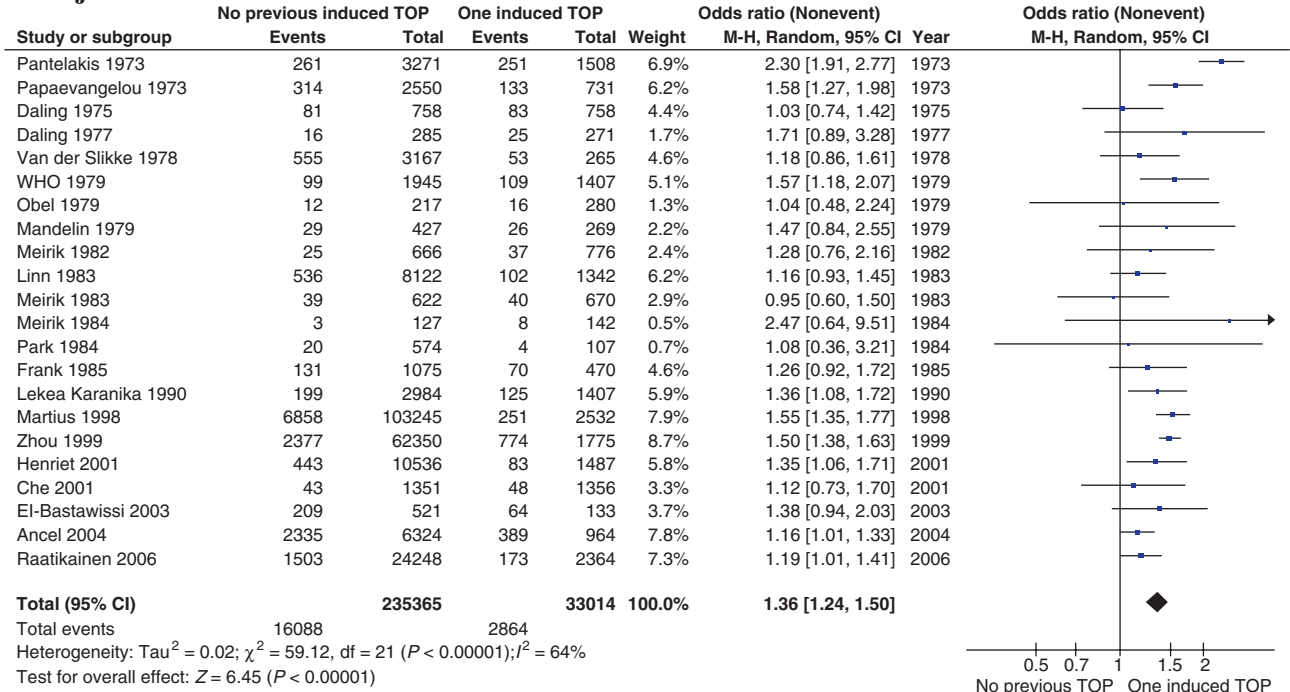 No previous induced TOP One induced TOP Odds ratio (Nonevent) Odds ratio (Nonevent)
Study or subgroup Events Total Events Total Weight M-H, Random, 95% CI Year M-H, Random, 95% CI
Pantelakis 1973 261 3271 251 1508 6.9% 2.30 [1.91, 2.77] 1973
Papaevangelou 1973 314 2550 133 731 6.2% 1.58 [1.27, 1.98] 1973
Daling 1975 81 758 83 758 4.4% 1.03 [0.74, 1.42] 1975
Daling 1977 16 285 25 271 1.7% 1.71 [0.89, 3.28] 1977
Van der Slikke 1978 555 3167 53 265 4.6% 1.18 [0.86, 1.61] 1978
WHO 1979 99 1945 109 1407 5.1% 1.57 [1.18, 2.07] 1979
Obel 1979 12 217 16 280 1.3% 1.04 [0.48, 2.24] 1979
Mandelin 1979 29 427 26 269 2.2% 1.47 [0.84, 2.55] 1979
Meirik 1982 25 666 37 776 2.4% 1.28 [0.76, 2.16] 1982
Linn 1983 536 8122 102 1342 6.2% 1.16 [0.93, 1.45] 1983
Meirik 1983 39 622 40 670 2.9% 0.95 [0.60, 1.50] 1983
Meirik 1984 3 127 8 142 0.5% 2.47 [0.64, 9.51] 1984
Park 1984 20 574 4 107 0.7% 1.08 [0.36, 3.21] 1984
Frank 1985 131 1075 70 470 4.6% 1.26 [0.92, 1.72] 1985
Lekea Karanika 1990 199 2984 125 1407 5.9% 1.36 [1.08, 1.72] 1990
Martius 1998 6858 103245 251 2532 7.9% 1.55 [1.35, 1.77] 1998
Zhou 1999 2377 62350 774 1775 8.7% 1.50 [1.38, 1.63] 1999
Henriet 2001 443 10536 83 1487 5.8% 1.35 [1.06, 1.71] 2001
Che 2001 43 1351 48 1356 3.3% 1.12 [0.73, 1.70] 2001
EI-Bastawissi 2003 209 521 64 133 3.7% 1.38 [0.94, 2.03] 2003
Ancel 2004 2335 6324 389 964 7.8% 1.16 [1.01, 1.33] 2004
Raatikainen 2006 1503 24248 173 2364 7.3% 1.19 [1.01, 1.41] 2006
Total (95% CI) 235365 33014 100.0% 1.36 [1.24, 1.50]
Total events 16088 2864
Heterogeneity: Tau² = 0.02; χ² = 59.12, df = 21 (P < 0.00001);I² = 64%
Test for overall effect: Z = 6.45 (P < 0.00001)
0.5 0.7 1 1.5 2
No previous TOP One induced TOP